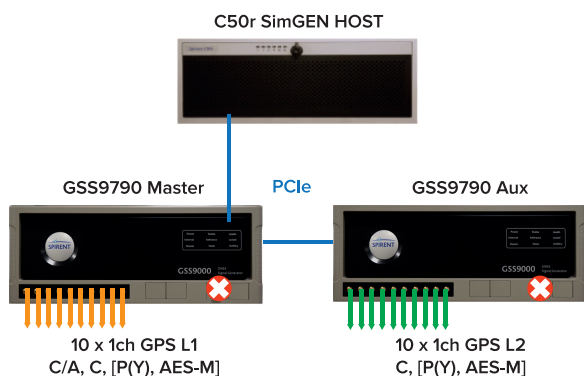 C50r SimGEN HOST
GSS9790 Master
PCIe
GSS9790 Aux
SPIRENT
GSS9000
SPIRENT
GSS9000
10 x 1ch GPS L1
C/A, C, [P(Y), AES-M]
10 x 1ch GPS L2
C, [P(Y), AES-M]